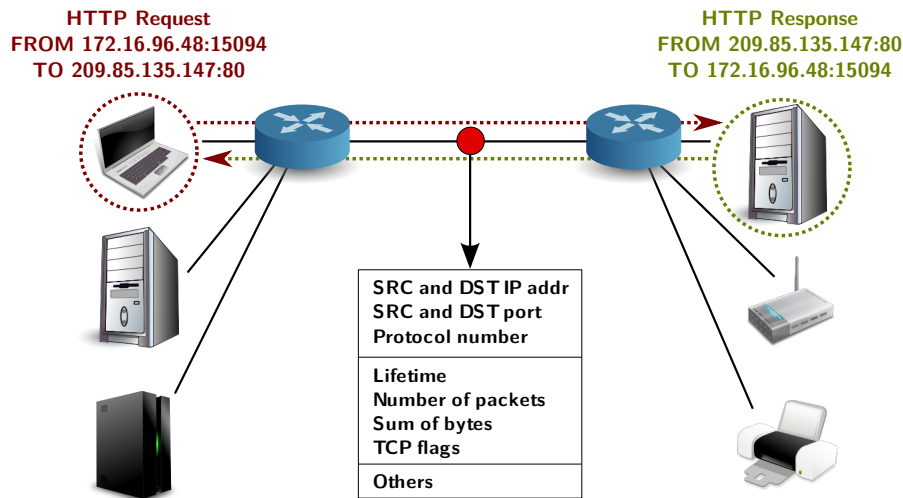 HTTP Request
FROM 172.16.96.48:15094
TO 209.85.135.147:80
HTTP Response
FROM 209.85.135.147:80
TO 172.16.96.48:15094
SRC and DST IP addr
SRC and DST port
Protocol number
Lifetime
Number of packets
Sum of bytes
TCP flags
Others